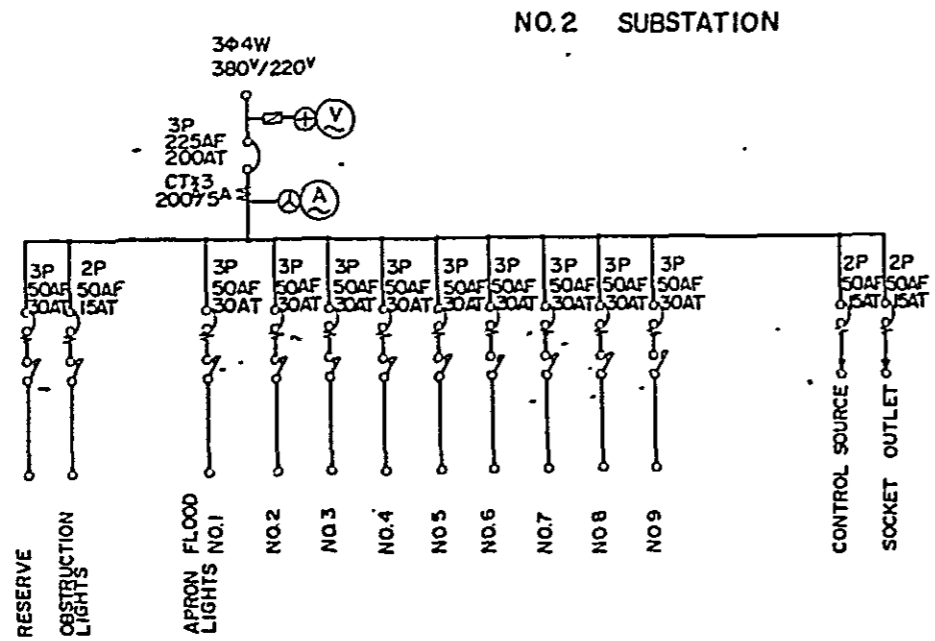 NO.2 SUBSTATION
3Φ4W
380V/220V
V
3P
225AF
200AT
CT×3
200/5A
A
3P
50AF
30AT
2P
50AF
15AT
3P
50AF
30AT
3P
50AF
30AT
3P
50AF
30AT
3P
50AF
30AT
3P
50AF
30AT
3P
50AF
30AT
3P
50AF
30AT
3P
50AF
30AT
3P
50AF
30AT
2P
50AF
15AT
2P
50AF
15AT
RESERVE
OBSTRUCTION
LIGHTS
APRON FLOOD
LIGHTS NO.1
NO.2
NO.3
NO.4
NO.5
NO.6
NO.7
NO.8
NO.9
CONTROL SOURCE
SOCKET OUTLET